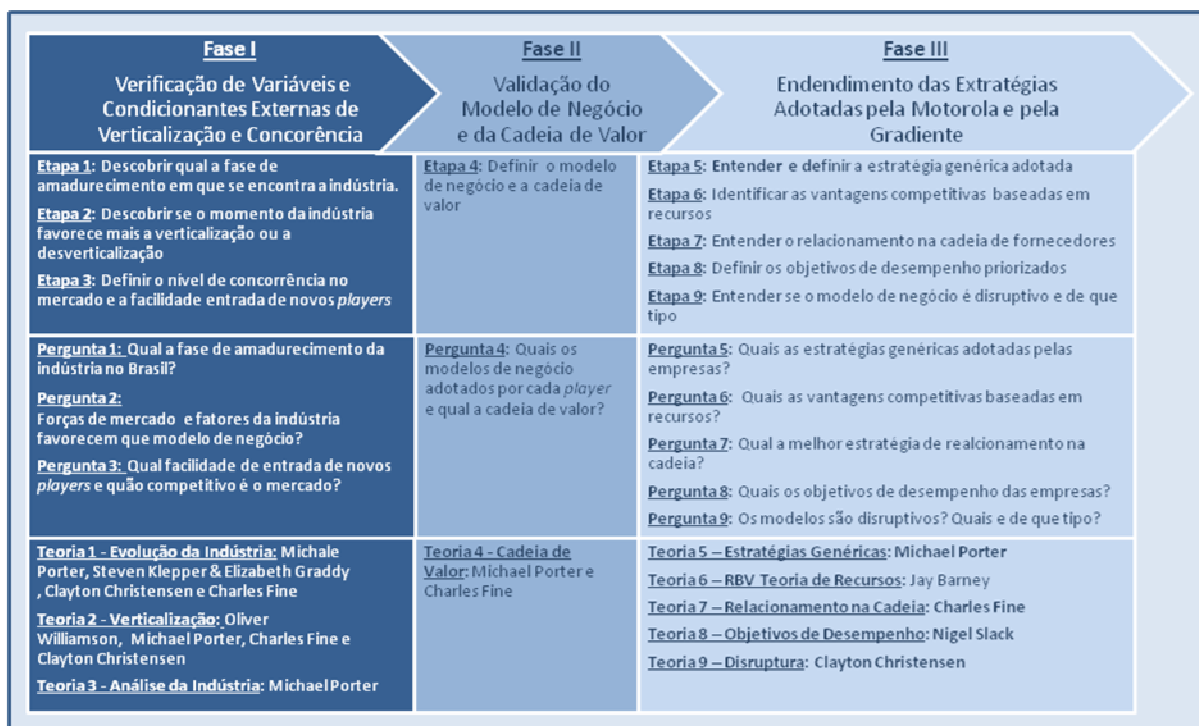 Fase I
Verificação de Variáveis e
Condicionantes Externas de
Verticalização e Concorência
Fase II
Validação do
Modelo de Negócio
e da Cadeia de Valor
Fase III
Endendimento das Extratégias
Adotadas pela Motorola e pela
Gradiente
Etapa 1: Descobrir qual a fase de
amadurecimento em que se encontra a indústria.
Etapa 2: Descobrir se o momento da indústria
favorece mais a verticalização ou a
desverticalização
Etapa 3: Definir o nível de concorrência no
mercado e a facilidade entrada de novos players
Etapa 4: Definir o modelo
de negócio e a cadeia de
valor
Etapa 5: Entender e definir a estratégia genérica adotada
Etapa 6: Identificar as vantagens competitivas baseadas em
recursos
Etapa 7: Entender o relacionamento na cadeia de fornecedores
Etapa 8: Definir os objetivos de desempenho priorizados
Etapa 9: Entender se o modelo de negócio é disruptivo e de que
tipo
Pergunta 1: Qual a fase de amadurecimento da
indústria no Brasil?
Pergunta 2:
Forças de mercado e fatores da indústria
favorecem que modelo de negócio?
Pergunta 3: Qual facilidade de entrada de novos
players e quão competitivo é o mercado?
Pergunta 4: Quais os
modelos de negócio
adotados por cada player
e qual a cadeia de valor?
Pergunta 5: Quais as estratégias genéricas adotadas pelas
empresas?
Pergunta 6: Quais as vantagens competitivas baseadas em
recursos?
Pergunta 7: Qual a melhor estratégia de realcionamento na
cadeia?
Pergunta 8: Quais os objetivos de desempenho das empresas?
Pergunta 9: Os modelos são disruptivos? Quais e de que tipo?
Teoria 1 - Evolução da Indústria: Michale
Porter, Steven Klepper & Elizabeth Graddy
, Clayton Christensen e Charles Fine
Teoria 2 - Verticalização: Oliver
Williamson, Michael Porter, Charles Fine e
Clayton Christensen
Teoria 3 - Análise da Indústria: Michael Porter
Teoria 4 - Cadeia de
Valor: Michael Porter e
Charles Fine
Teoria 5 – Estratégias Genéricas: Michael Porter
Teoria 6 – RBV Teoria de Recursos: Jay Barney
Teoria 7 – Relacionamento na Cadeia: Charles Fine
Teoria 8 – Objetivos de Desempenho: Nigel Slack
Teoria 9 – Disruptura: Clayton Christensen